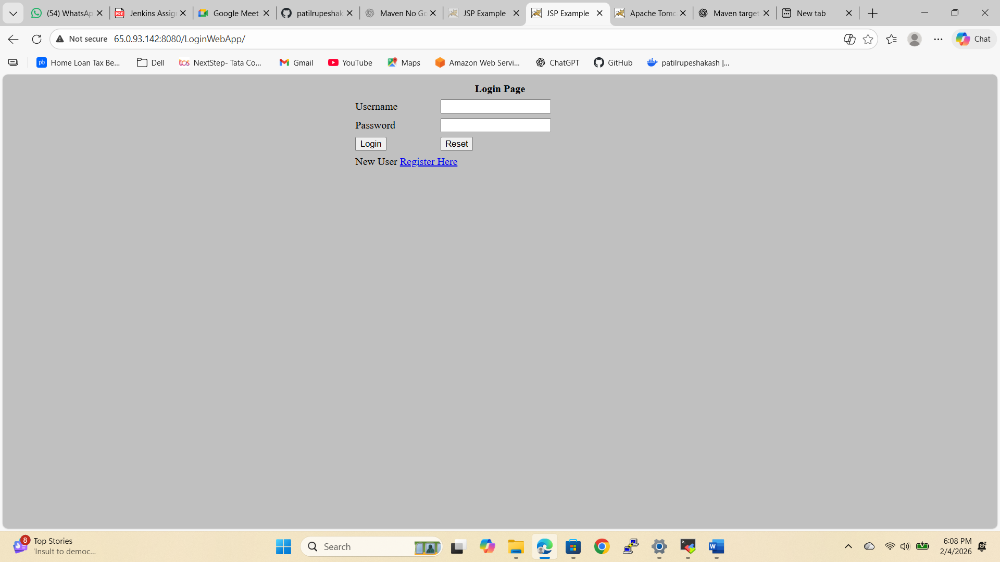 (54) WhatsAp
Jenkins Assig
Google Meet
patilrupeshak
Maven No Go
JSP Example
JSP Example
Apache Tomc
Maven target
New tab
Not secure 65.0.93.142:8080/LoginWebApp/
Chat
pb Home Loan Tax Be...
Dell
tcs NextStep- Tata Co...
Gmail
YouTube
Maps
Amazon Web Servi...
ChatGPT
GitHub
patilrupeshakash |...
Login Page
Username
Password
Login Reset
New User Register Here
8 Top Stories
'Insult to democ...
Search
6:08 PM
2/4/2026